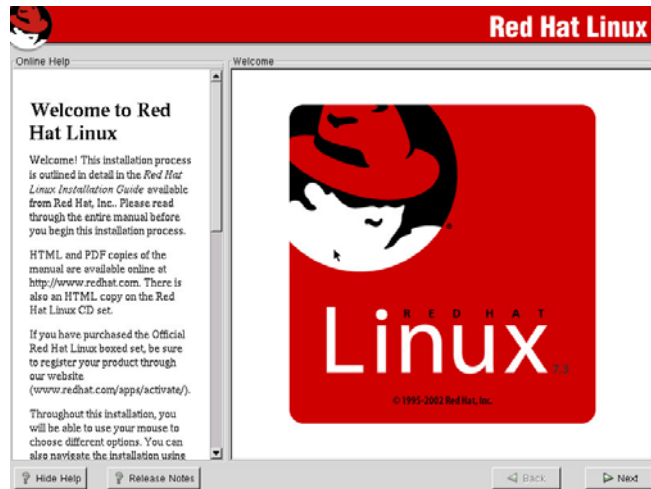 Red Hat Linux
Online Help
Welcome to Red
Hat Linux
Welcome! This installation process
is outlined in detail in the Red Hat
Linux Installation Guide available
from Red Hat, Inc.. Please read
through the entire manual before
you begin this installation process.
HTML and PDF copies of the
manual are available online at
http://www.redhat.com. There is
also an HTML copy on the Red
Hat Linux CD set.
If you have purchased the Official
Red Hat Linux boxed set, be sure
to register your product through
our website
(www.redhat.com/apps/activate/).
Throughout this installation, you
will be able to use your mouse to
choose different options. You can
also navigate the installation using
Welcome
RED HAT
Linux
7.3
©1995-2002 Red Hat, Inc.
Hide Help
Release Notes
Back
Next